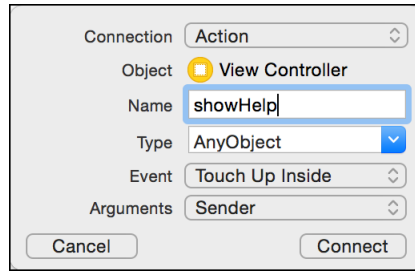 Connection Action
Object View Controller
Name showHelp
Type AnyObject
Event Touch Up Inside
Arguments Sender
Cancel Connect